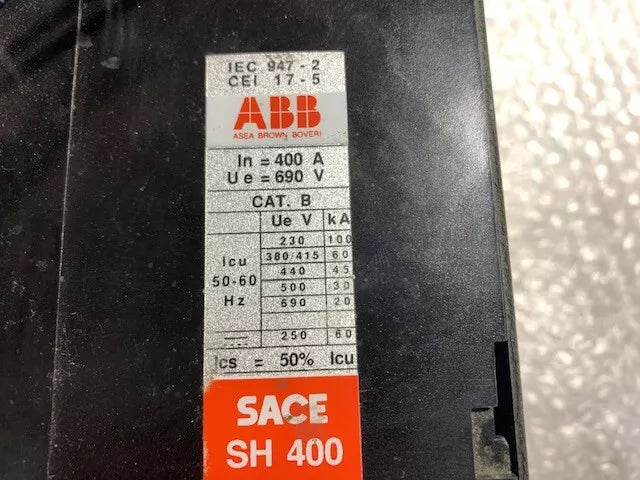 IEC 947-2
CEI 17-5
ABB
ASEA BROWN BOVERI
In = 400 A
Ue = 690 V
CAT. B
Ue V kA
Icu
50-60
Hz
230 100
380/415 60
440 45
500 30
690 20
250 60
Ics = 50% Icu
SACE
SH 400